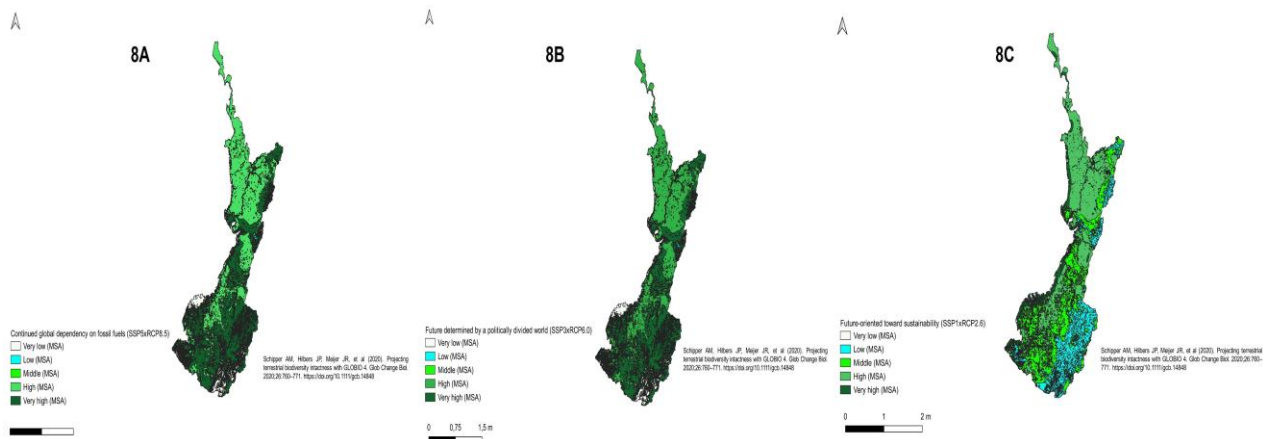 8A
Continued global dependency on fossil fuels (SSP5xRCP8.5)
Very low (MSA)
Low (MSA)
Middle (MSA)
High (MSA)
Very high (MSA)
Schipper AM, Hilbers JP, Meijer JR, et al (2020). Projecting
terrestrial biodiversity intactness with GLOBIO 4. Glob Change Biol.
2020;26:760–771. https://doi.org/10.1111/gcb.14848
8B
Future determined by a politically divided world (SSP3xRCP6.0)
Very low (MSA)
Low (MSA)
Middle (MSA)
High (MSA)
Very high (MSA)
Schipper AM, Hilbers JP, Meijer JR, et al (2020). Projecting
terrestrial biodiversity intactness with GLOBIO 4. Glob Change Biol.
2020;26:760–771. https://doi.org/10.1111/gcb.14848
0 0,75 1,5 m
8C
Future-oriented toward sustainability (SSP1xRCP2.6)
Very low (MSA)
Low (MSA)
Middle (MSA)
High (MSA)
Very high (MSA)
Schipper AM, Hilbers JP, Meijer JR, et al (2020). Projecting terrestrial
biodiversity intactness with GLOBIO 4. Glob Change Biol. 2020;26:760–
771. https://doi.org/10.1111/gcb.14848
0 1 2 m